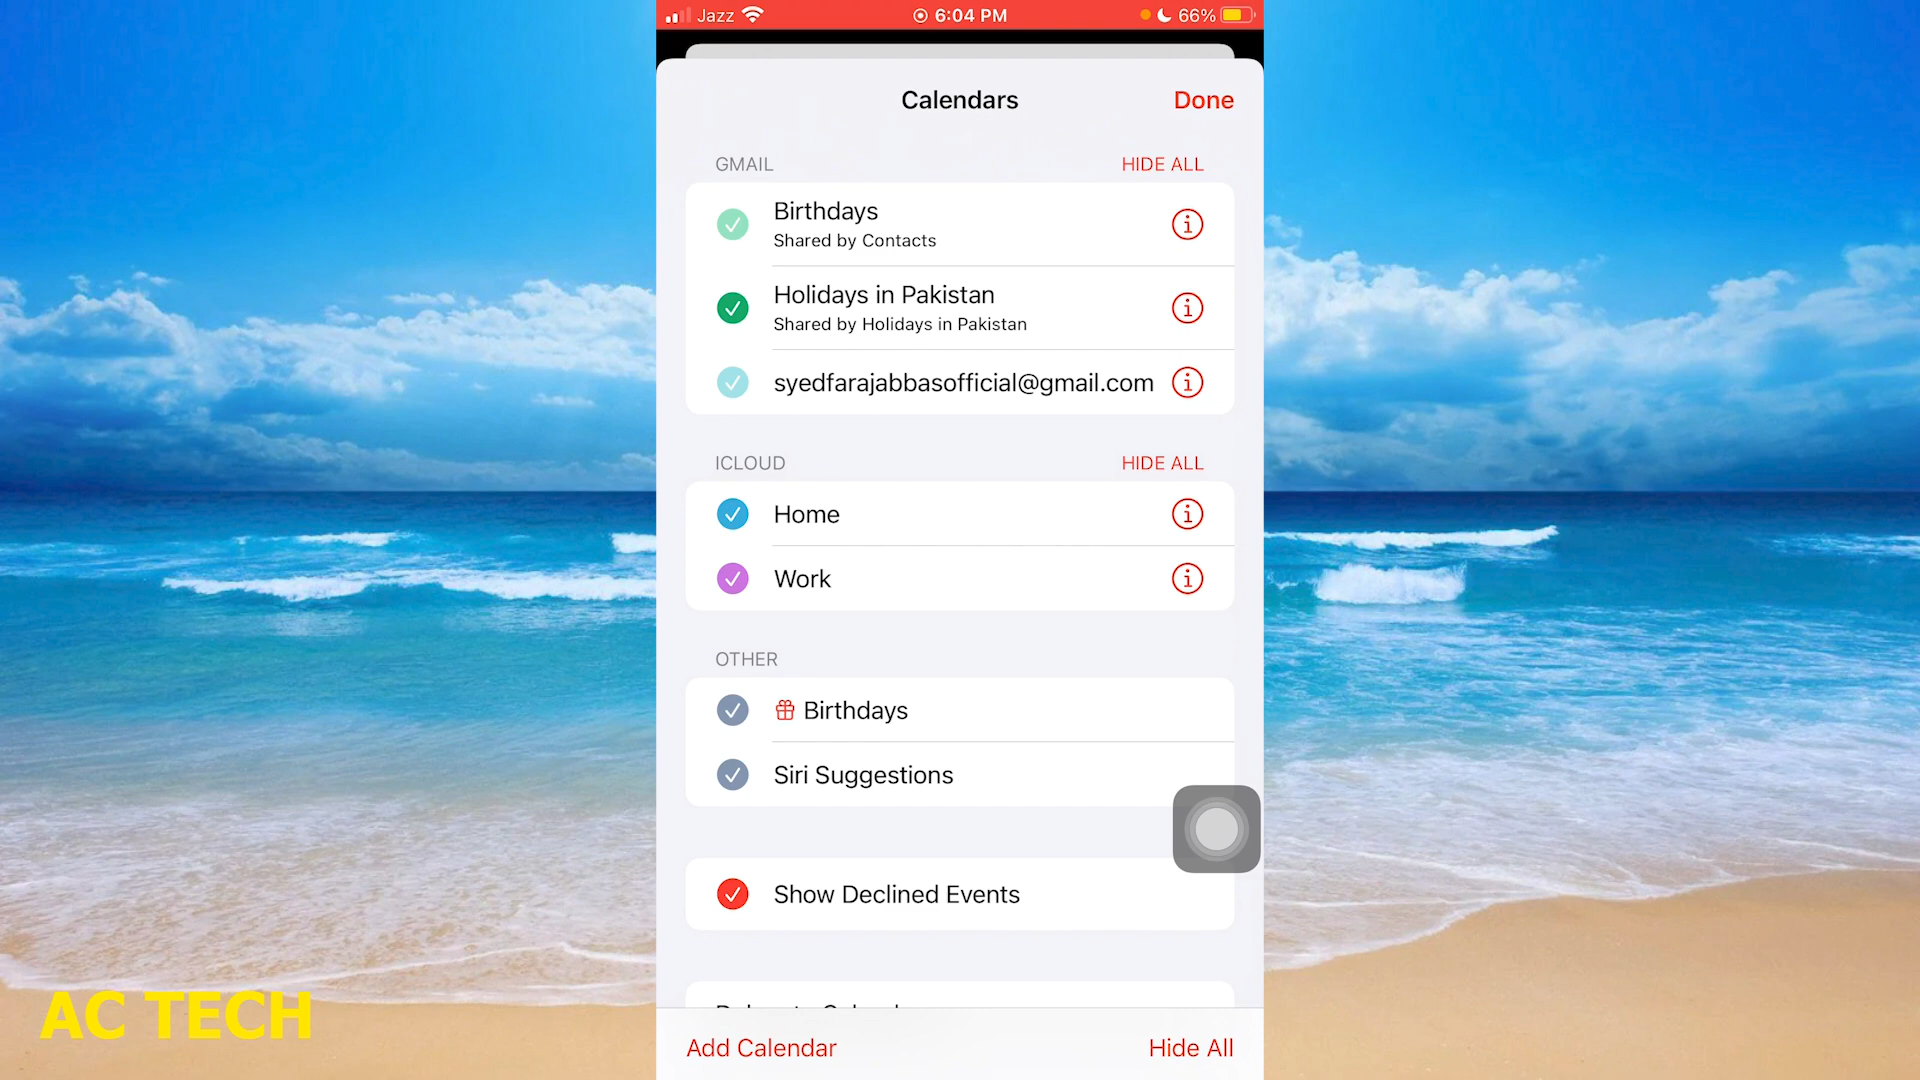 Jazz 6:04 PM 66%
Calendars Done
GMAIL HIDE ALL
Birthdays
Shared by Contacts
Holidays in Pakistan
Shared by Holidays in Pakistan
syedfarajabbasofficial@gmail.com
ICLOUD HIDE ALL
Home
Work
OTHER
Birthdays
Siri Suggestions
Show Declined Events
Add Calendar Hide All
AC TECH